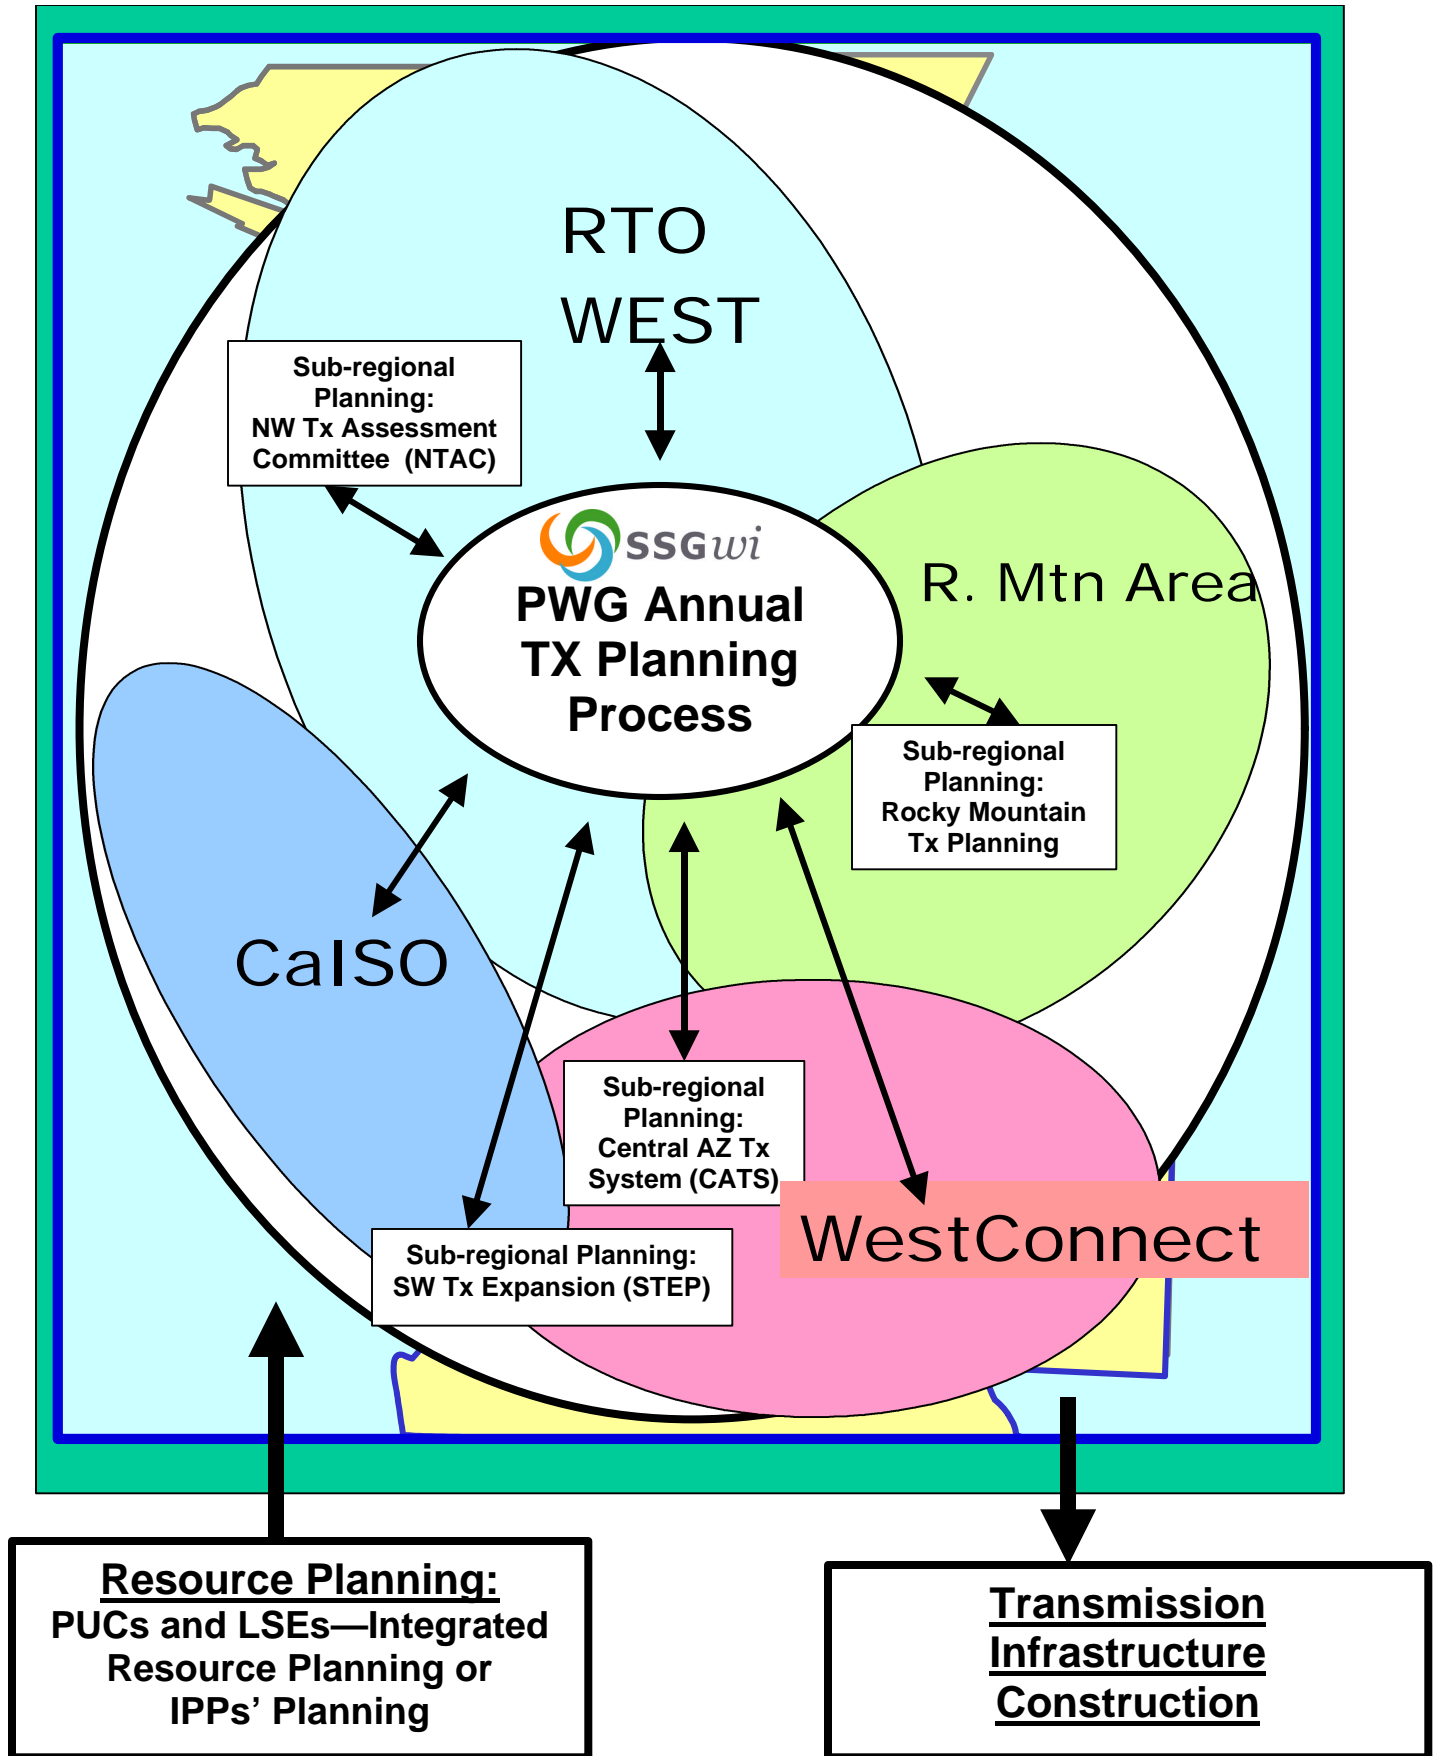 RTO
WEST
Sub-regional
Planning:
NW Tx Assessment
Committee (NTAC)
SSGwi
PWG Annual
TX Planning
Process
R. Mtn Area
Sub-regional
Planning:
Rocky Mountain
Tx Planning
CaISO
Sub-regional
Planning:
Central AZ Tx
System (CATS)
WestConnect
Sub-regional Planning:
SW Tx Expansion (STEP)
Resource Planning:
PUCs and LSEs—Integrated
Resource Planning or
IPPs’ Planning
Transmission
Infrastructure
Construction